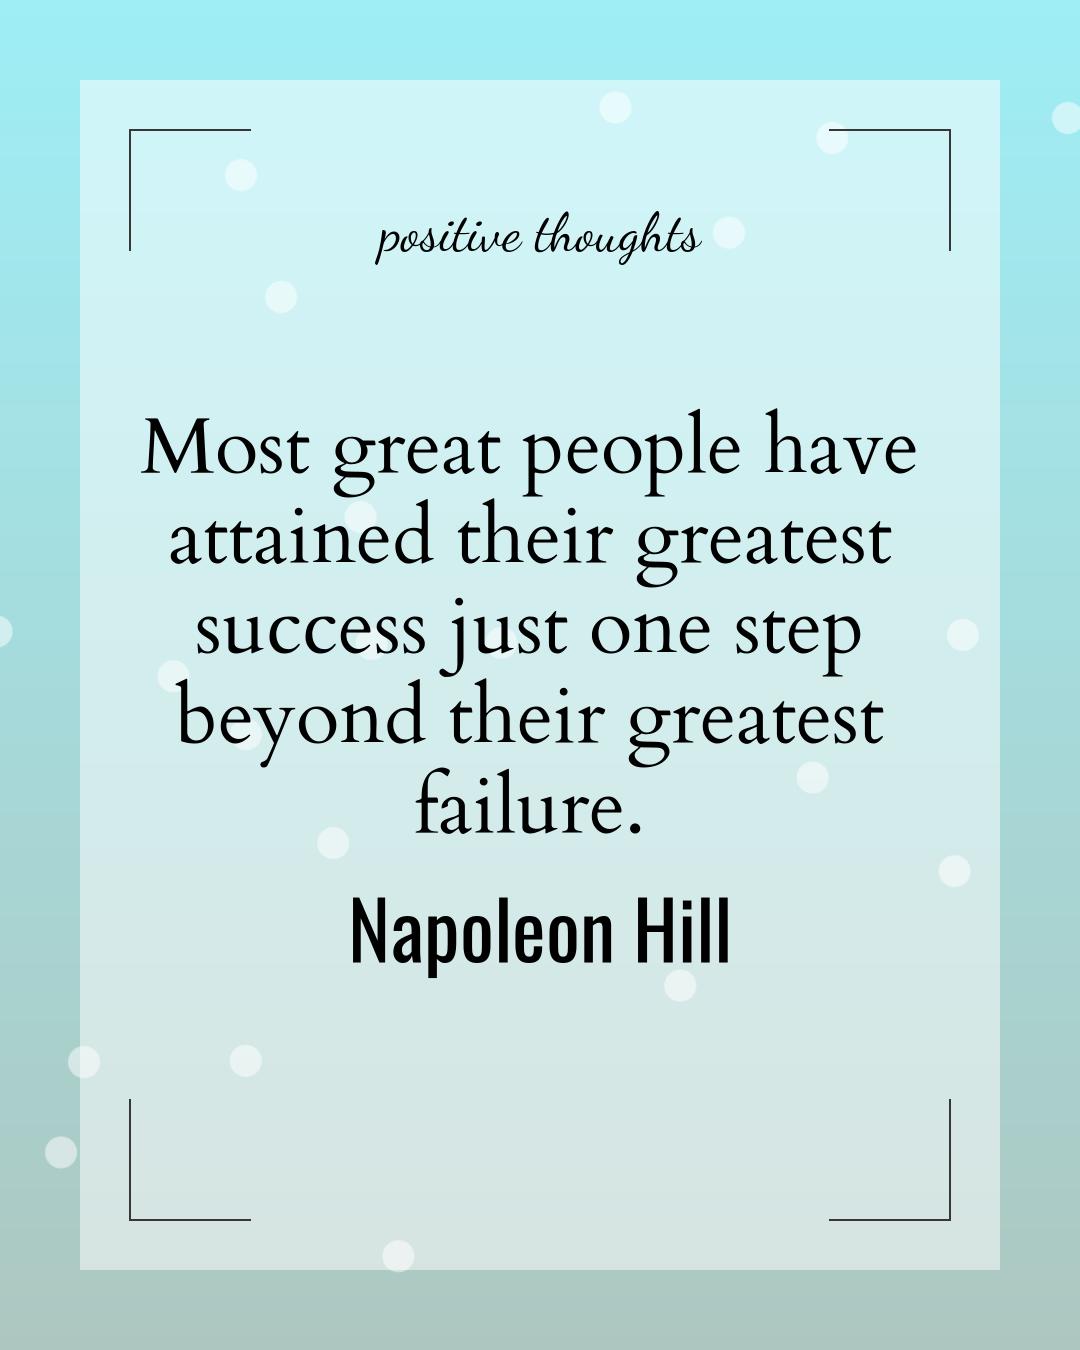 positive thoughts
Most great people have
attained their greatest
success just one step
beyond their greatest
failure.
Napoleon Hill